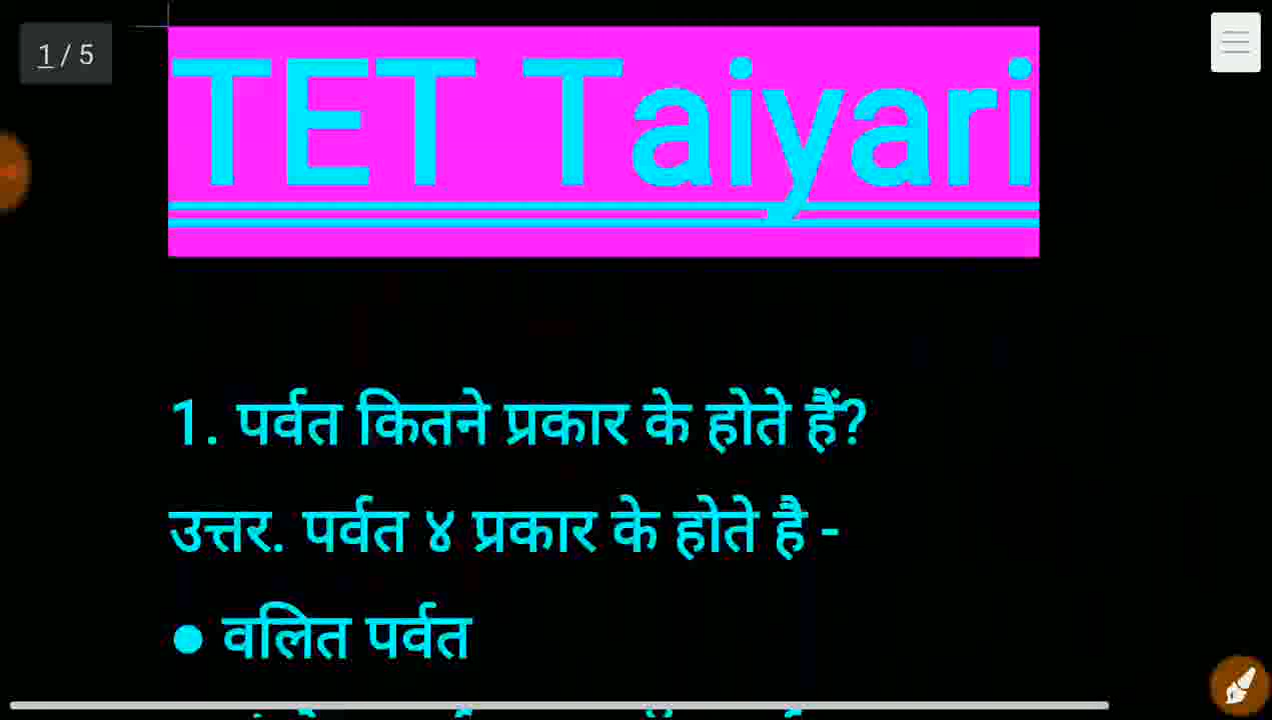 1 / 5
TET Taiyari
1. पर्वत कितने प्रकार के होते हैं?
उत्तर. पर्वत ४ प्रकार के होते है -
● वलित पर्वत